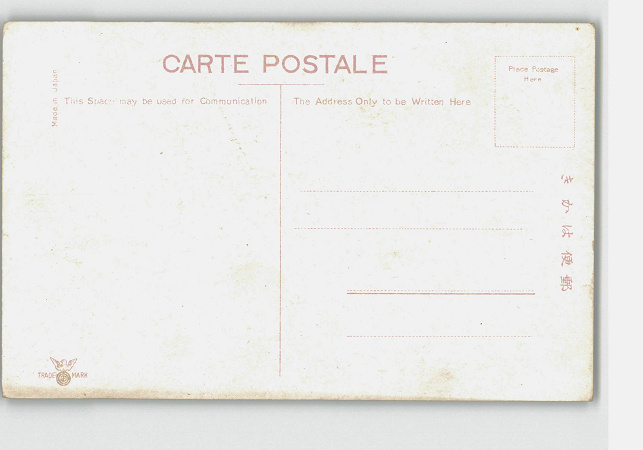 CARTE POSTALE
Made in Japan
This Space may be used for Communication
The Address Only to be Written Here
Place Postage
Here
きかは便郵
TRADE MARK